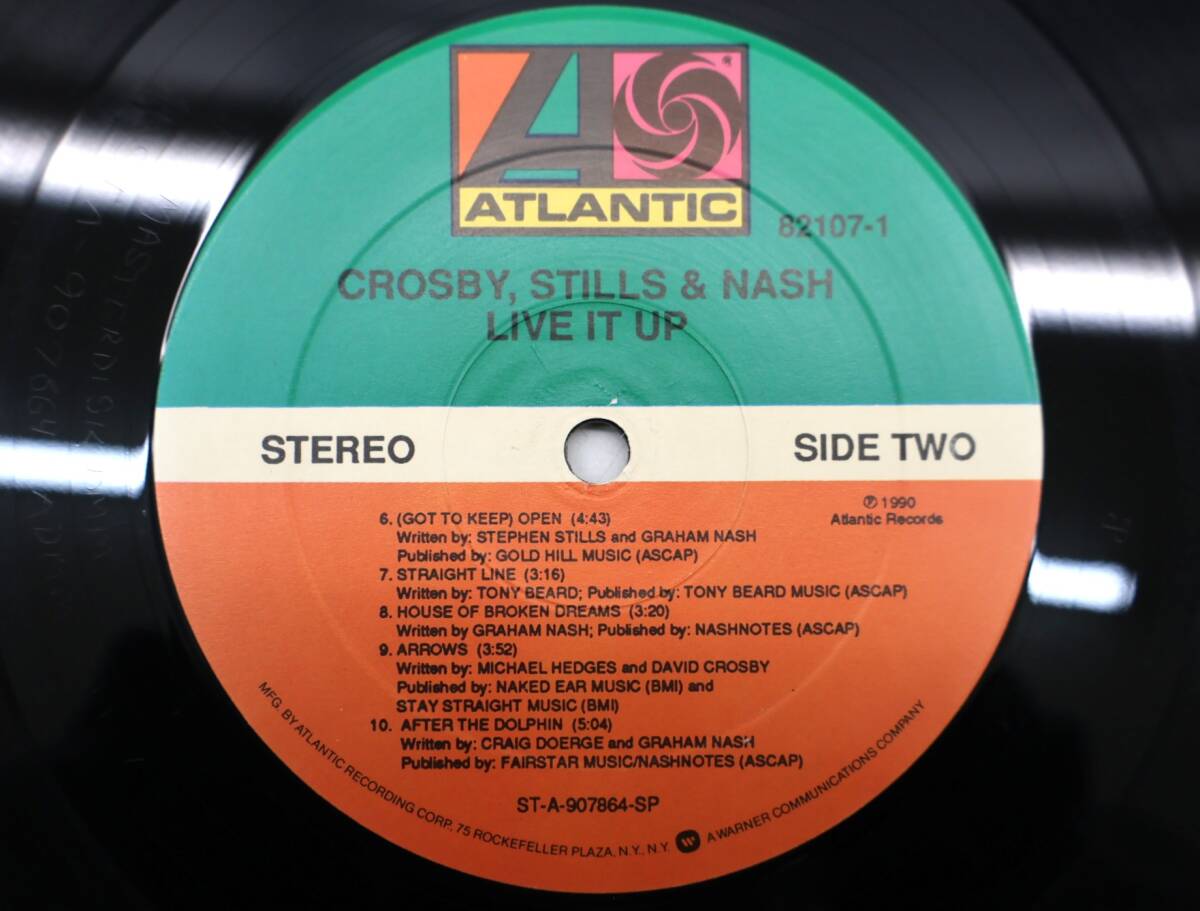 ATLANTIC
®
82107-1
CROSBY, STILLS & NASH
LIVE IT UP
STEREO
SIDE TWO
℗ 1990
Atlantic Records
6. (GOT TO KEEP) OPEN (4:43)
Written by: STEPHEN STILLS and GRAHAM NASH
Published by: GOLD HILL MUSIC (ASCAP)
7. STRAIGHT LINE (3:16)
Written by: TONY BEARD; Published by: TONY BEARD MUSIC (ASCAP)
8. HOUSE OF BROKEN DREAMS (3:20)
Written by GRAHAM NASH; Published by: NASHNOTES (ASCAP)
9. ARROWS (3:52)
Written by: MICHAEL HEDGES and DAVID CROSBY
Published by: NAKED EAR MUSIC (BMI) and
STAY STRAIGHT MUSIC (BMI)
10. AFTER THE DOLPHIN (5:04)
Written by: CRAIG DOERGE and GRAHAM NASH
Published by: FAIRSTAR MUSIC/NASHNOTES (ASCAP)
ST-A-907864-SP
MFG. BY ATLANTIC RECORDING CORP., 75 ROCKEFELLER PLAZA, N.Y., N.Y. W A WARNER COMMUNICATIONS COMPANY